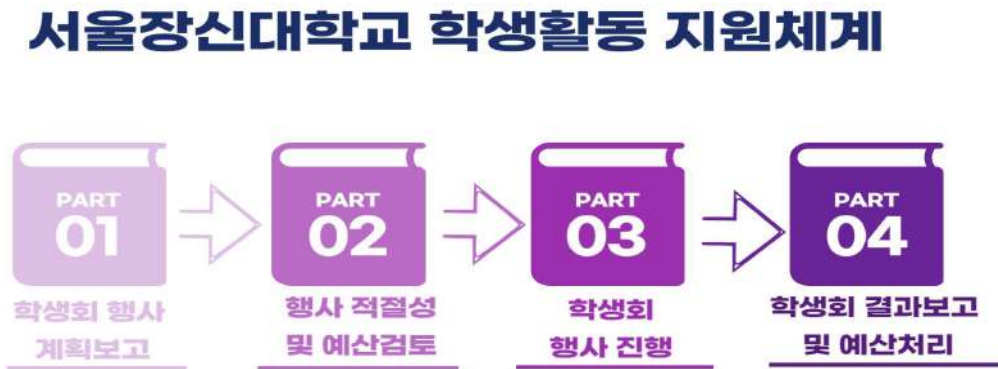 서울장신대학교 학생활동 지원체계
PART
01
PART
02
PART
03
PART
04
학생회 행사
계획보고
행사 적절성
및 예산검토
학생회
행사 진행
학생회 결과보고
및 예산처리